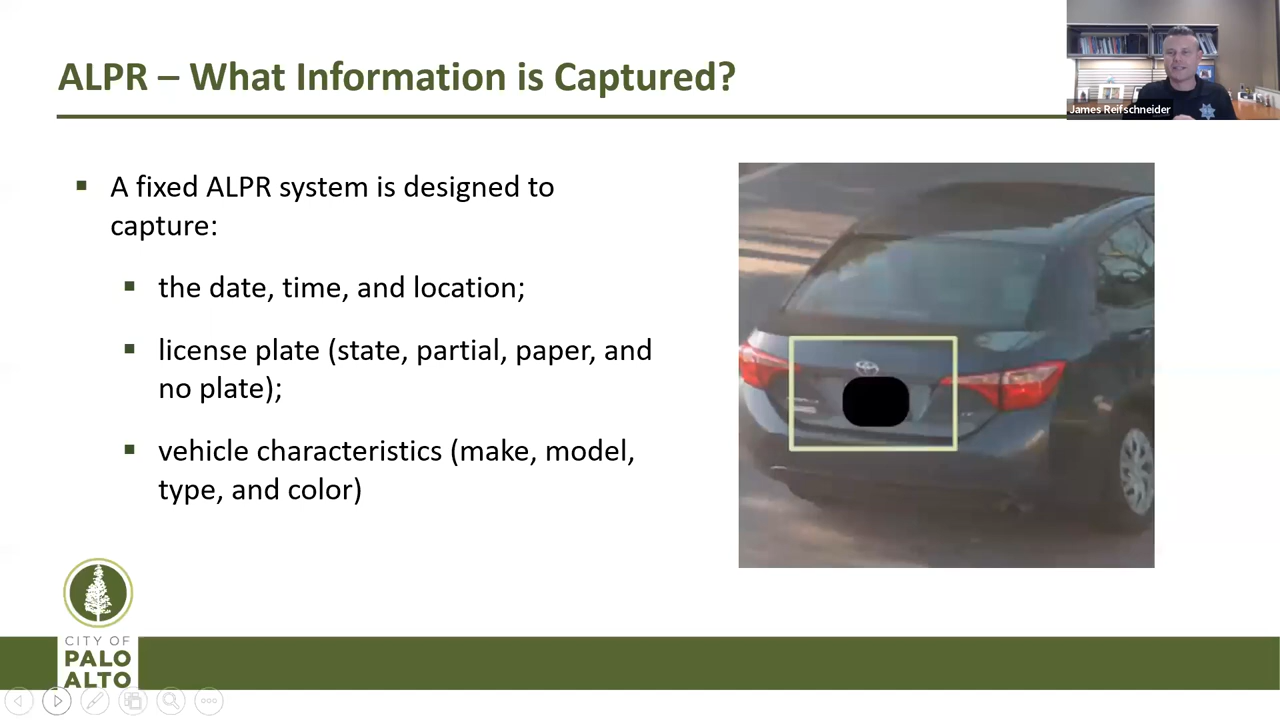 ALPR – What Information is Captured?
James Reifschneider
▪ A fixed ALPR system is designed to
capture:
▪ the date, time, and location;
▪ license plate (state, partial, paper, and
no plate);
▪ vehicle characteristics (make, model,
type, and color)
CITY OF
PALO
ALTO